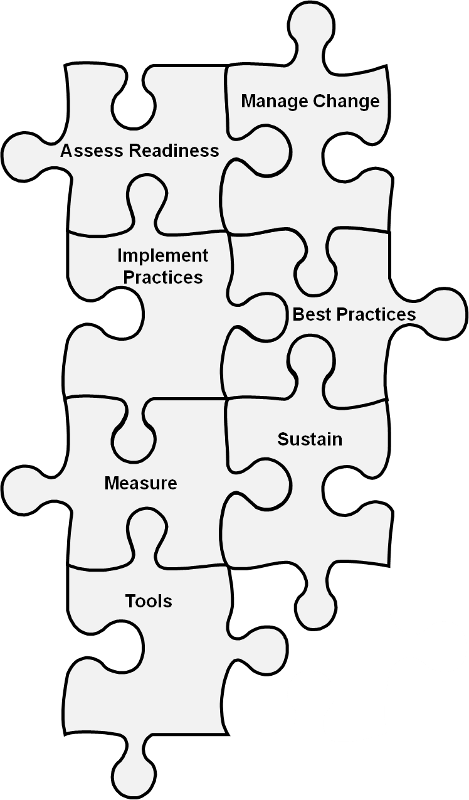 Manage Change
Assess Readiness
Implement
Practices
Best Practices
Sustain
Measure
Tools